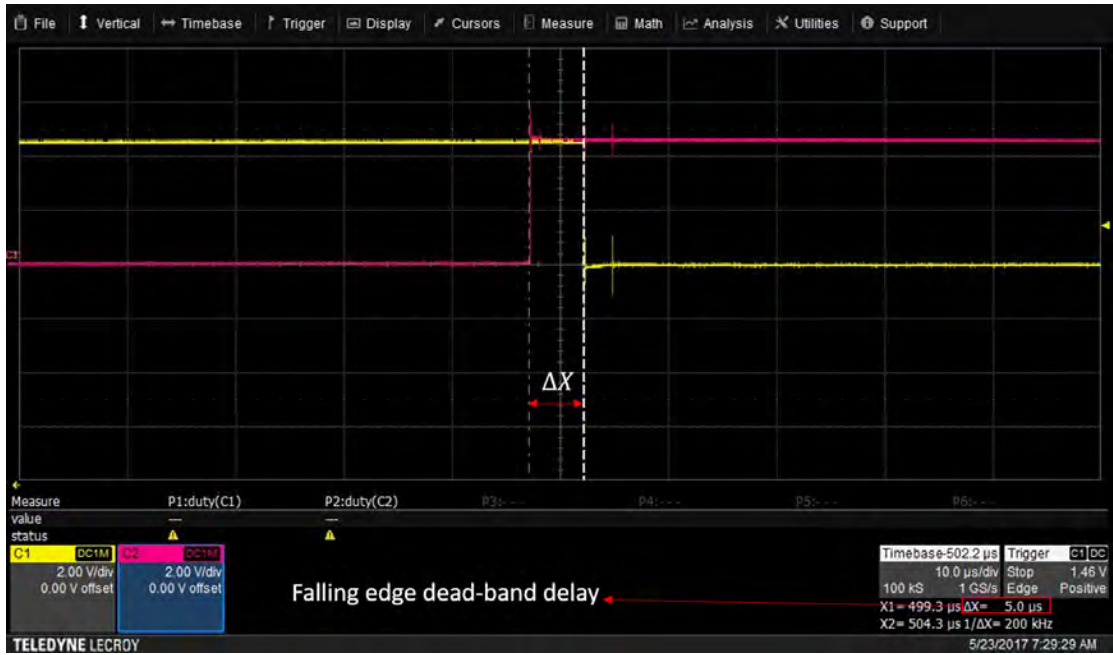 File Vertical Timebase Trigger Display Cursors Measure Math Analysis Utilities Support
C1
ΔX
Measure P1:duty(C1) P2:duty(C2) P3:--- P4:--- P5:--- P6:---
value --- ---
status
C1 DC1M C2 DC1M Timebase -502.2 µs Trigger C1 DC
2.00 V/div 2.00 V/div 10.0 µs/div Stop 1.46 V
0.00 V offset 0.00 V offset 100 kS 1 GS/s Edge Positive
Falling edge dead-band delay
X1= 499.3 µs ΔX= 5.0 µs
X2= 504.3 µs 1/ΔX= 200 kHz
TELEDYNE LECROY 5/23/2017 7:29:29 AM